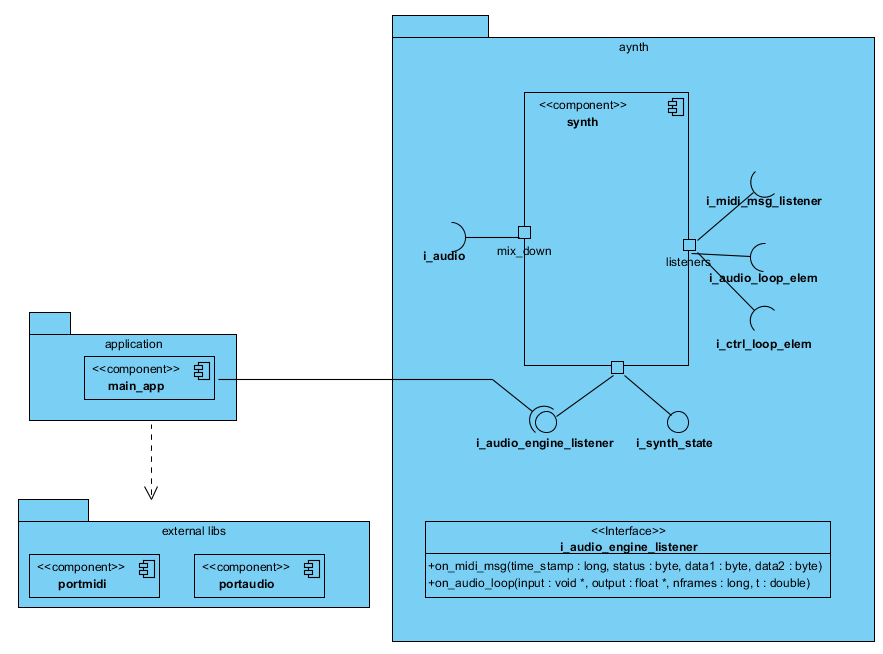 aynth
<<component>>
synth
i_midi_msg_listener
i_audio
mix_down
listeners
i_audio_loop_elem
i_ctrl_loop_elem
application
<<component>>
main_app
i_audio_engine_listener
i_synth_state
external libs
<<component>>
portmidi
<<component>>
portaudio
<<Interface>>
i_audio_engine_listener
+on_midi_msg(time_stamp : long, status : byte, data1 : byte, data2 : byte)
+on_audio_loop(input : void *, output : float *, nframes : long, t : double)